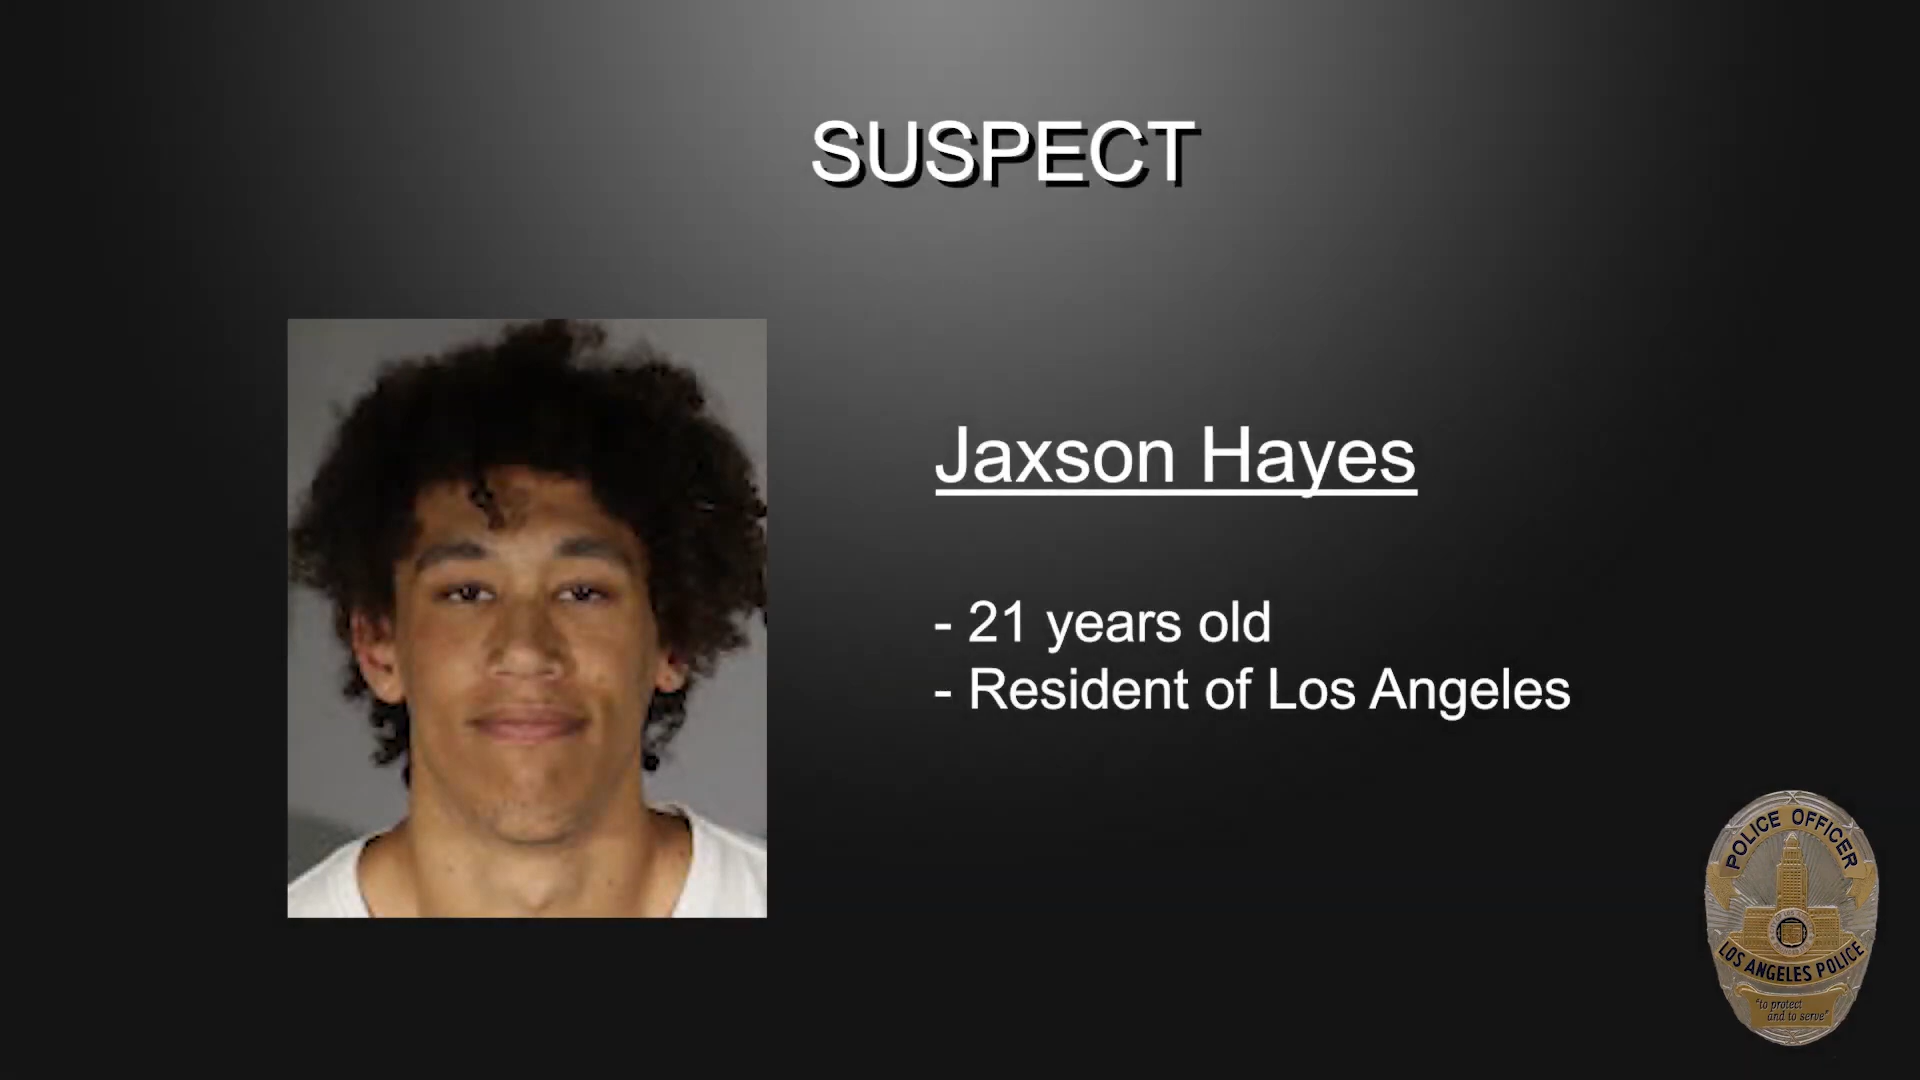 SUSPECT
Jaxson Hayes
- 21 years old
- Resident of Los Angeles
POLICE OFFICER
LOS ANGELES POLICE
"to protect
and to serve"